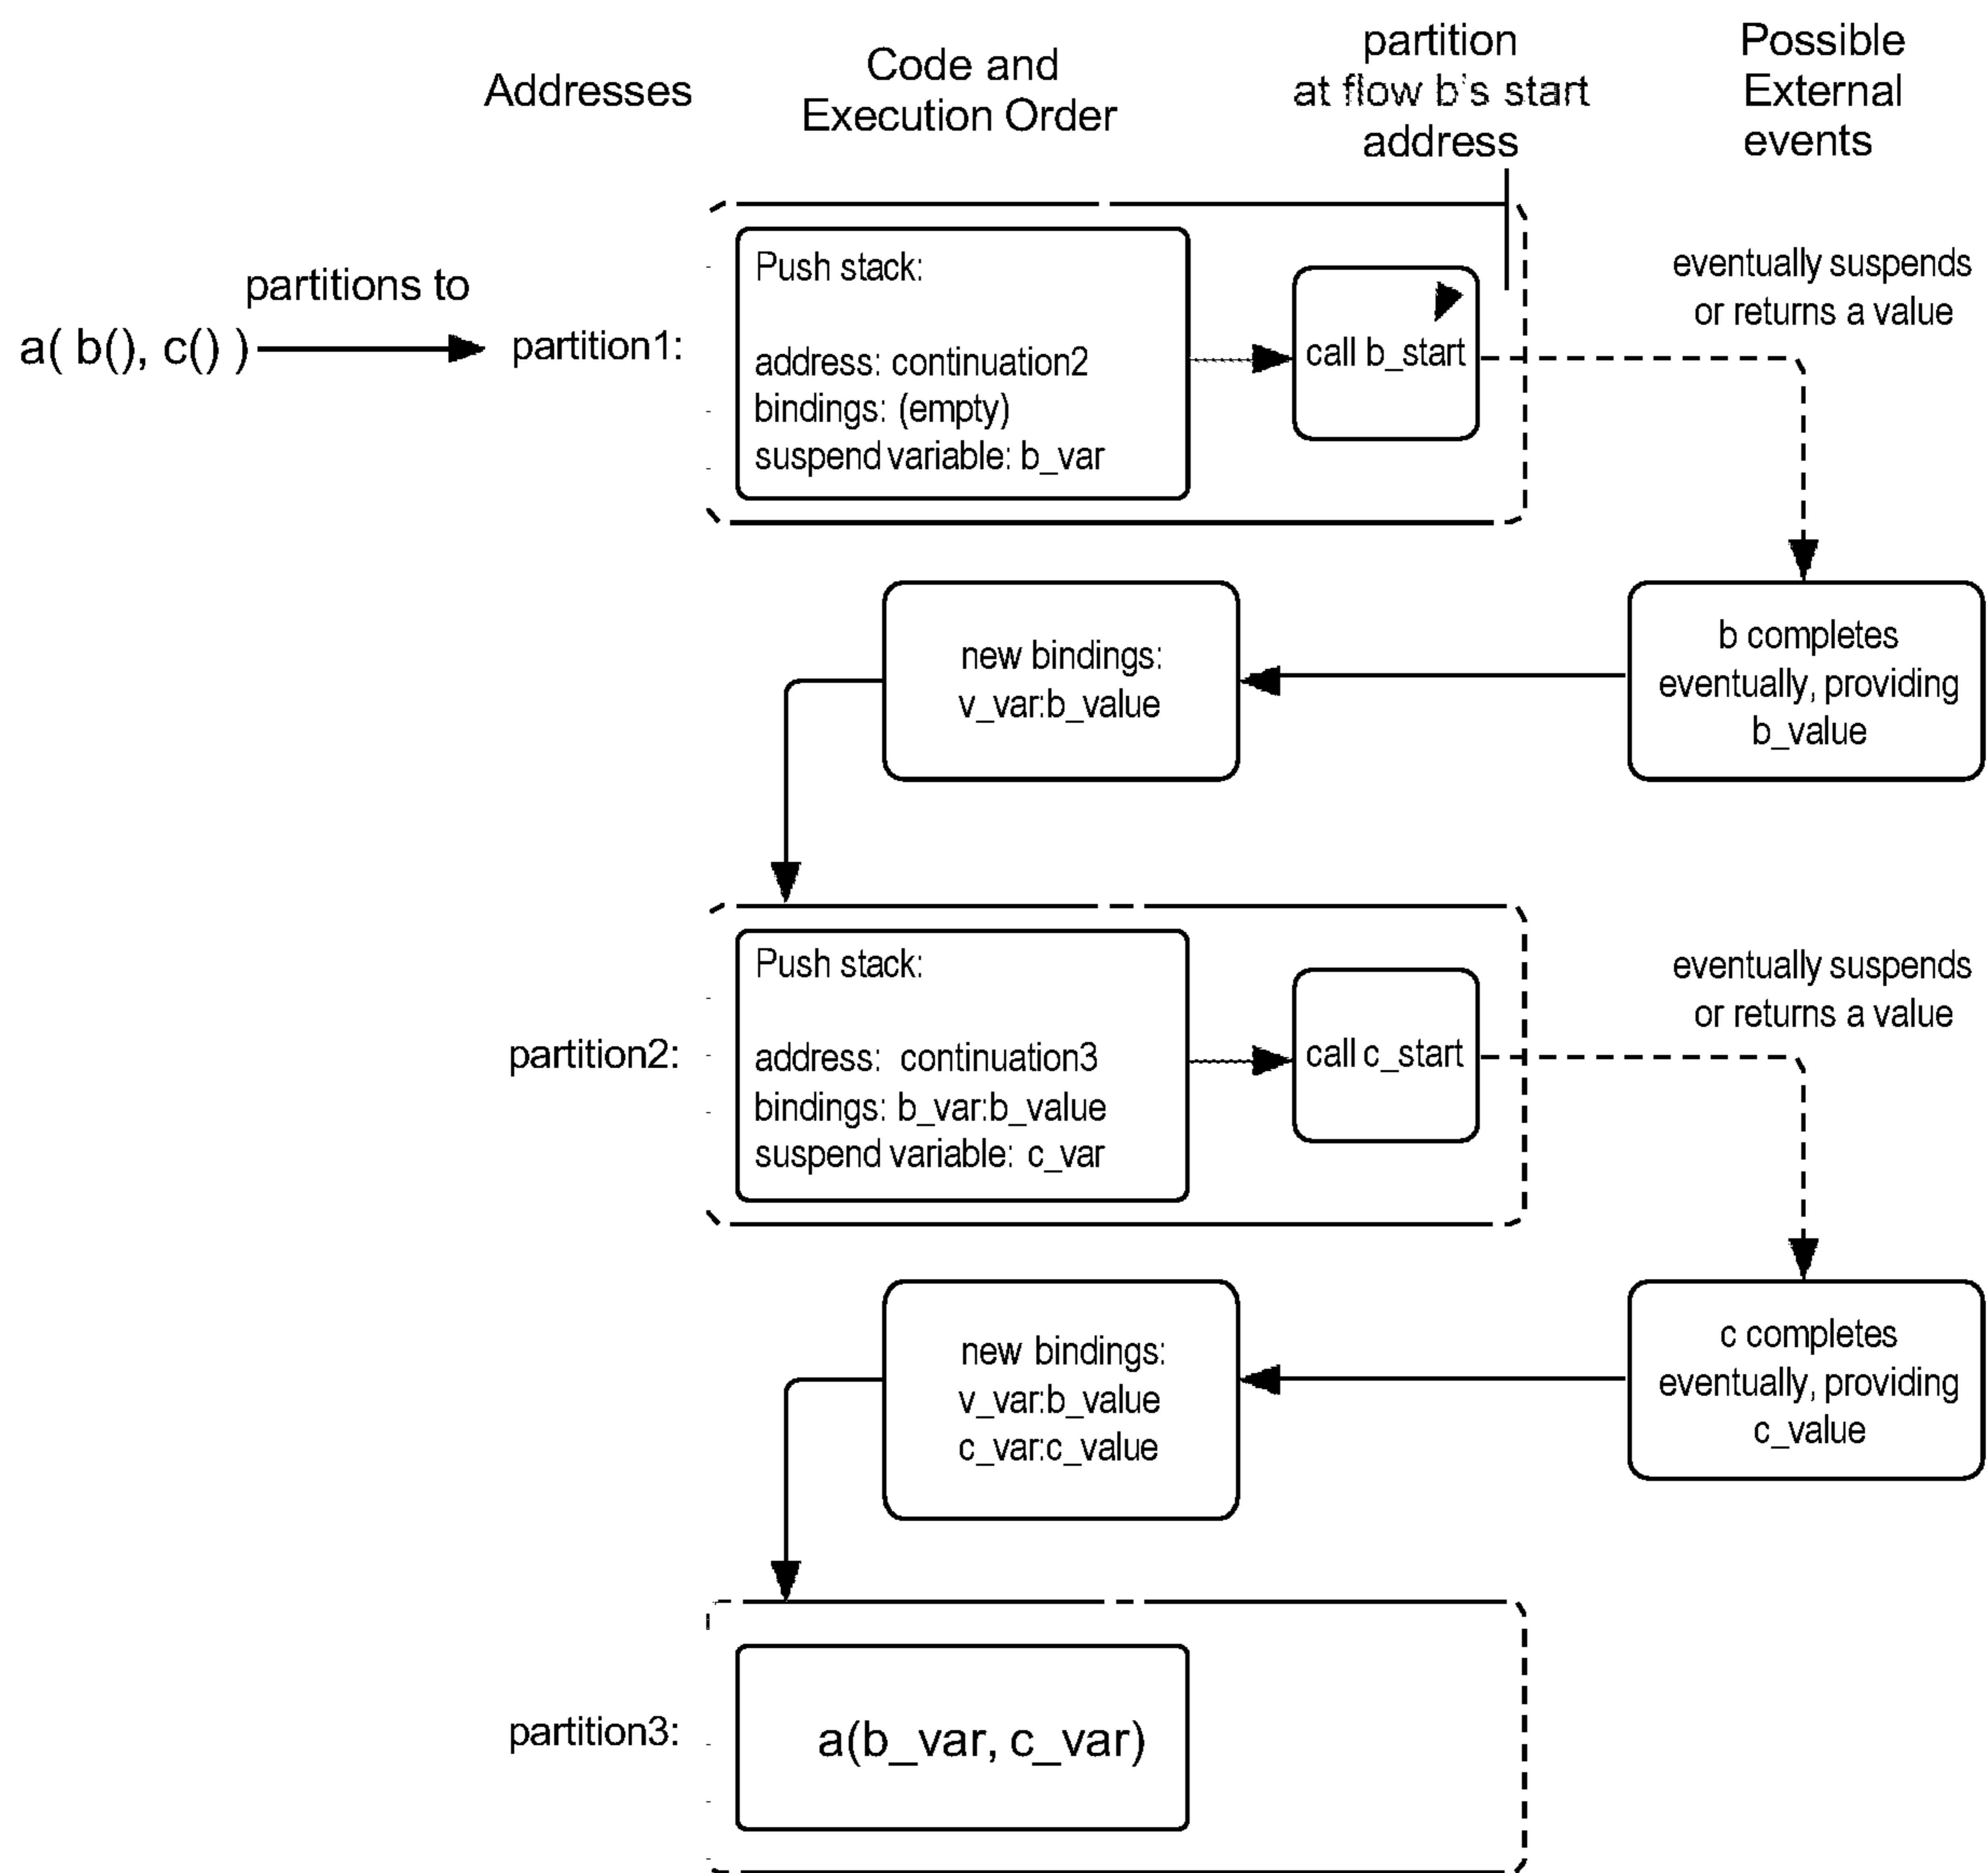 Addresses
Code and
Execution Order
partition
at flow b's start
address
Possible
External
events
a( b(), c() )
partitions to
partition1:
Push stack:
address: continuation2
bindings: (empty)
suspend variable: b_var
call b_start
eventually suspends
or returns a value
b completes
eventually, providing
b_value
new bindings:
v_var:b_value
partition2:
Push stack:
address: continuation3
bindings: b_var:b_value
suspend variable: c_var
call c_start
eventually suspends
or returns a value
c completes
eventually, providing
c_value
new bindings:
v_var:b_value
c_var:c_value
partition3:
a(b_var, c_var)